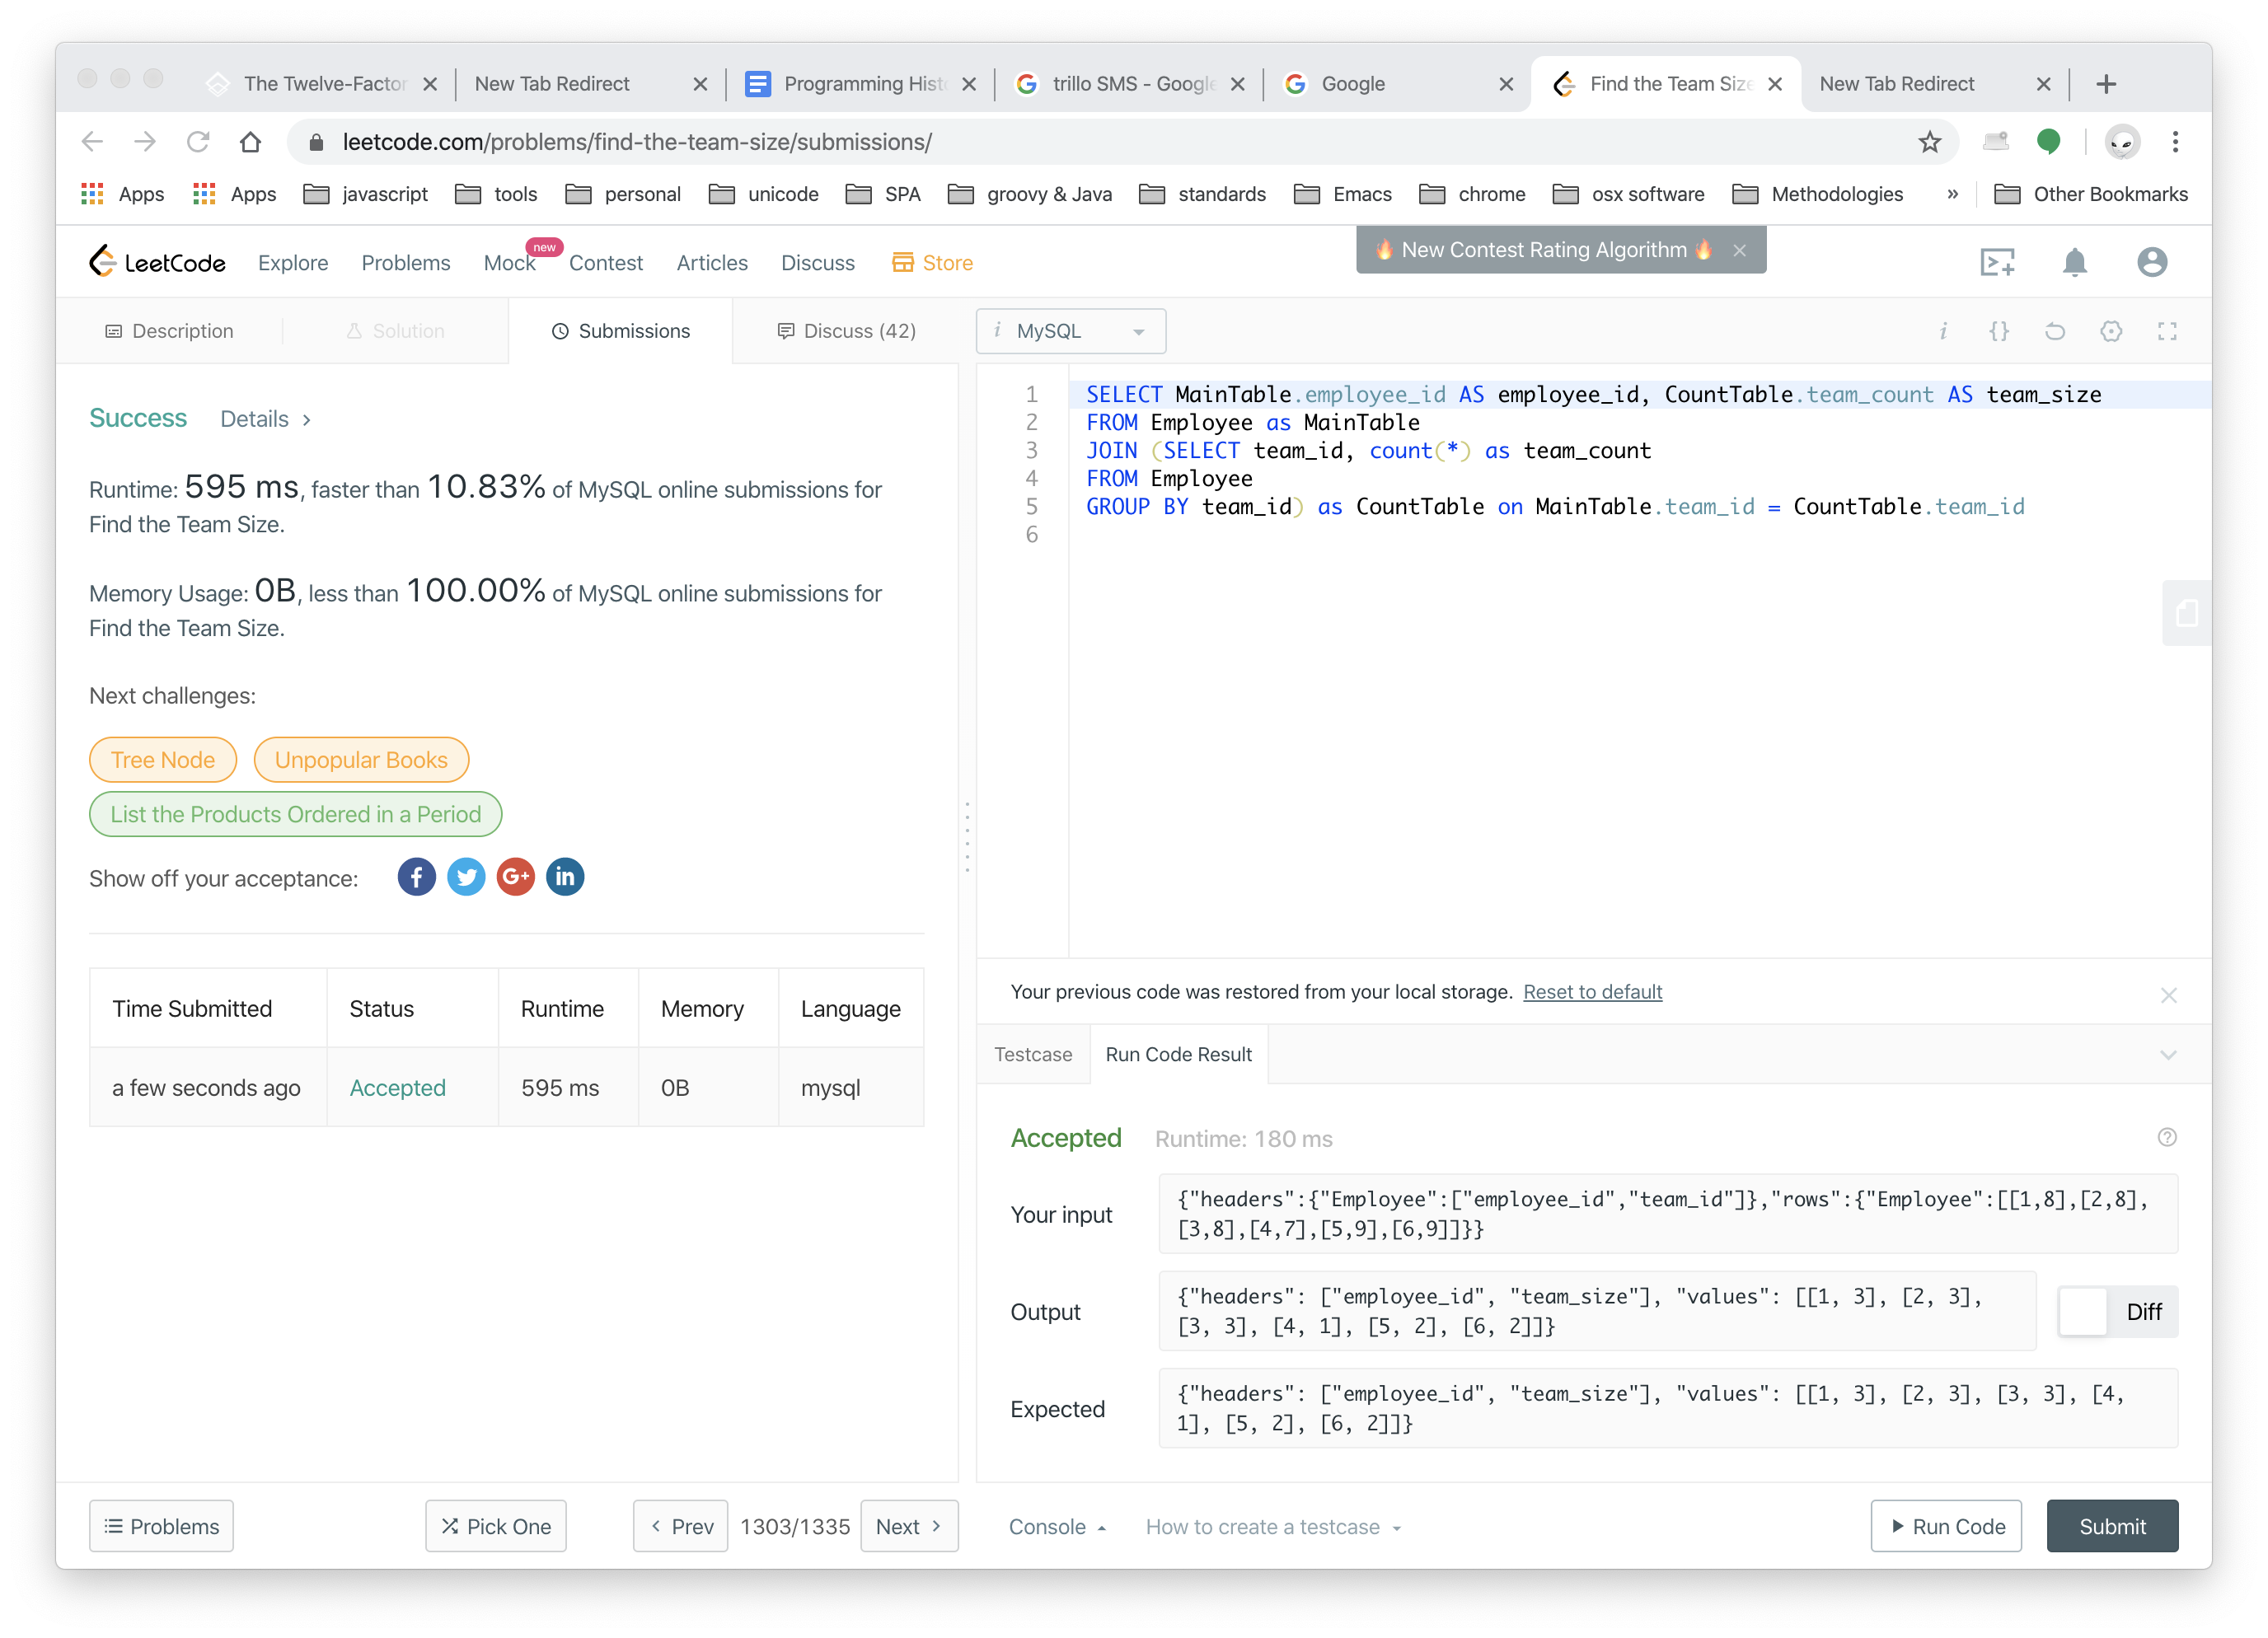 The Twelve-Factor
New Tab Redirect
Programming Hist
trillo SMS - Google
Google
Find the Team Size
New Tab Redirect
leetcode.com/problems/find-the-team-size/submissions/
Apps
Apps
javascript
tools
personal
unicode
SPA
groovy & Java
standards
Emacs
chrome
osx software
Methodologies
»
Other Bookmarks
LeetCode
Explore
Problems
Mock
new
Contest
Articles
Discuss
Store
🔥 New Contest Rating Algorithm 🔥
Description
Solution
Submissions
Discuss (42)
i MySQL
Success
Details >
Runtime: 595 ms, faster than 10.83% of MySQL online submissions for
Find the Team Size.
Memory Usage: 0B, less than 100.00% of MySQL online submissions for
Find the Team Size.
Next challenges:
Tree Node
Unpopular Books
List the Products Ordered in a Period
Show off your acceptance:
Time Submitted Status Runtime Memory Language
a few seconds ago Accepted 595 ms 0B mysql
1 SELECT MainTable.employee_id AS employee_id, CountTable.team_count AS team_size
2 FROM Employee as MainTable
3 JOIN (SELECT team_id, count(*) as team_count
4 FROM Employee
5 GROUP BY team_id) as CountTable on MainTable.team_id = CountTable.team_id
6
Your previous code was restored from your local storage. Reset to default
Testcase
Run Code Result
Accepted
Runtime: 180 ms
Your input
{"headers":{"Employee":["employee_id","team_id"]},"rows":{"Employee":[[1,8],[2,8],
[3,8],[4,7],[5,9],[6,9]]}}
Output
{"headers": ["employee_id", "team_size"], "values": [[1, 3], [2, 3],
[3, 3], [4, 1], [5, 2], [6, 2]]}
Diff
Expected
{"headers": ["employee_id", "team_size"], "values": [[1, 3], [2, 3], [3, 3], [4,
1], [5, 2], [6, 2]]}
Problems
Pick One
Prev
1303/1335
Next
Console
How to create a testcase
Run Code
Submit